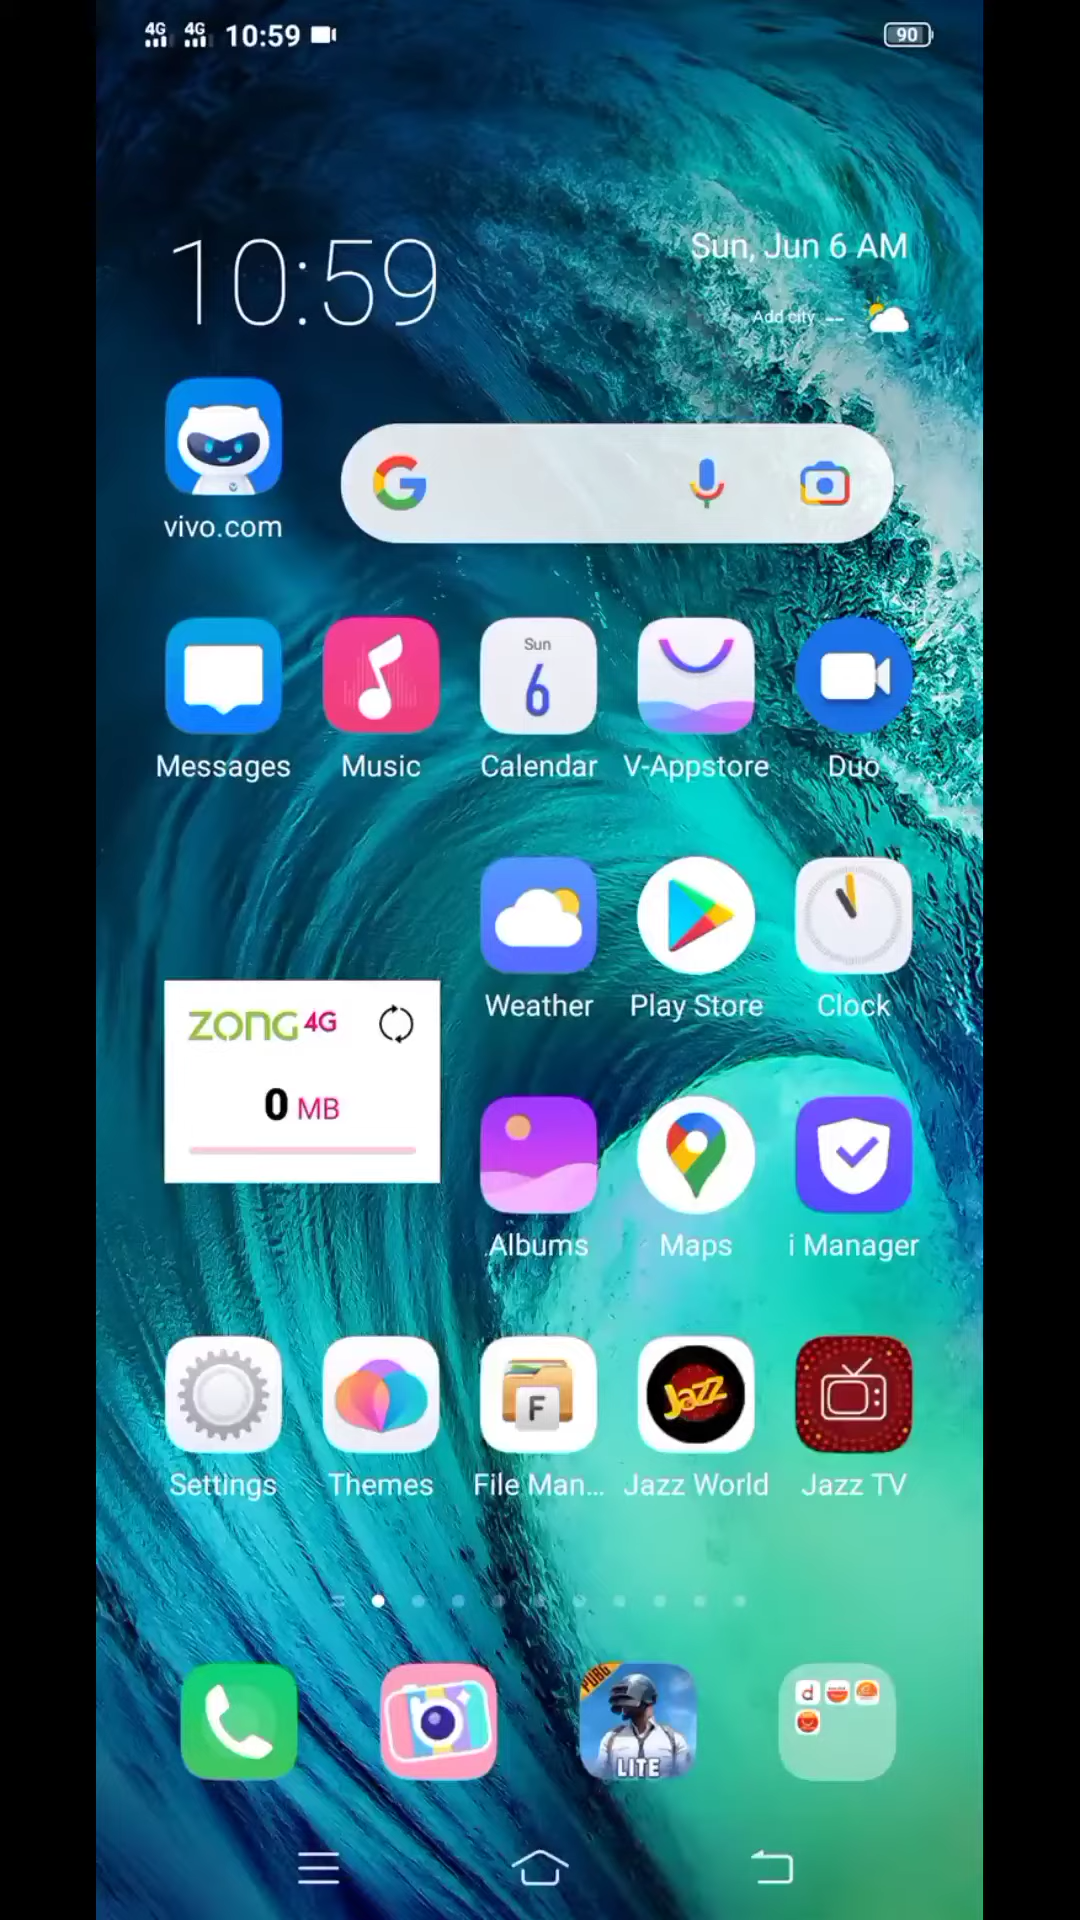 4G 4G 10:59 90
10:59
Sun, Jun 6 AM
Add city --
vivo.com
Sun
6
Messages Music Calendar V-Appstore Duo
Weather Play Store Clock
ZONG 4G
0 MB
Albums Maps i Manager
F
Jazz
Settings Themes File Man... Jazz World Jazz TV
PUBG
LITE
d